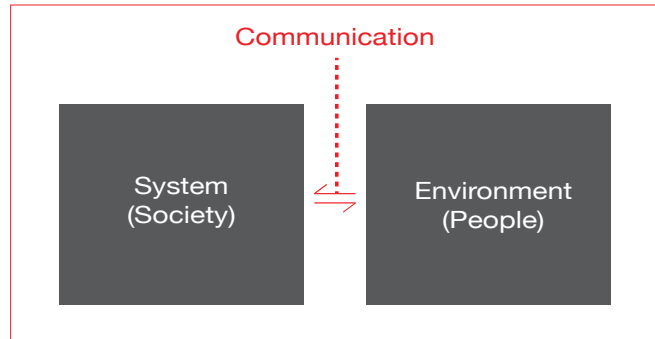 Communication
System
(Society)
Environment
(People)